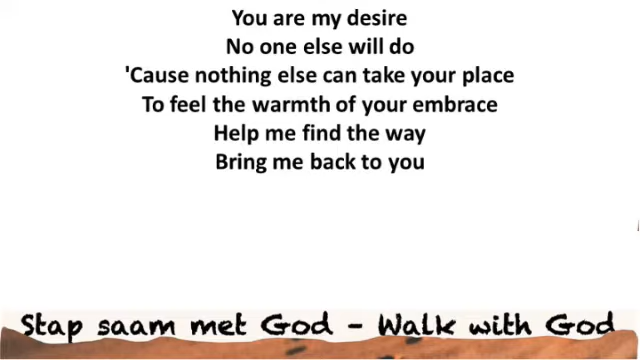 You are my desire
No one else will do
'Cause nothing else can take your place
To feel the warmth of your embrace
Help me find the way
Bring me back to you
Stap saam met God - Walk with God